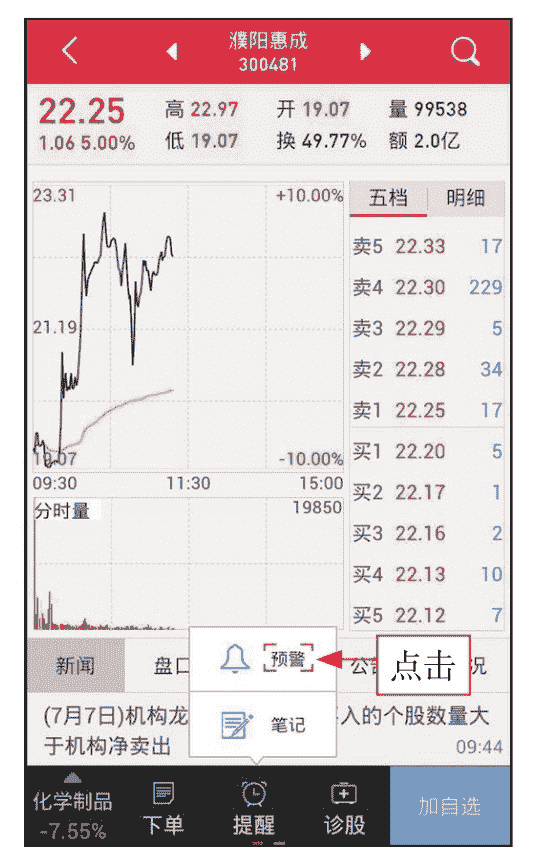 濮阳惠成
300481
22.25 高 22.97 开 19.07 量 99538
1.06 5.00% 低 19.07 换 49.77% 额 2.0亿
23.31 +10.00% 五档 明细
卖5 22.33 17
卖4 22.30 229
21.19 卖3 22.29 5
卖2 22.28 34
卖1 22.25 17
19.07 -10.00% 买1 22.20 5
09:30 11:30 15:00 买2 22.17 1
分时量 19850 买3 22.16 2
买4 22.13 10
买5 22.12 7
新闻 盘口 预警 点击 况
(7月7日)机构龙 入的个股数量大
笔记
于机构净卖出 09:44
化学制品
-7.55%
下单 提醒 诊股 加自选